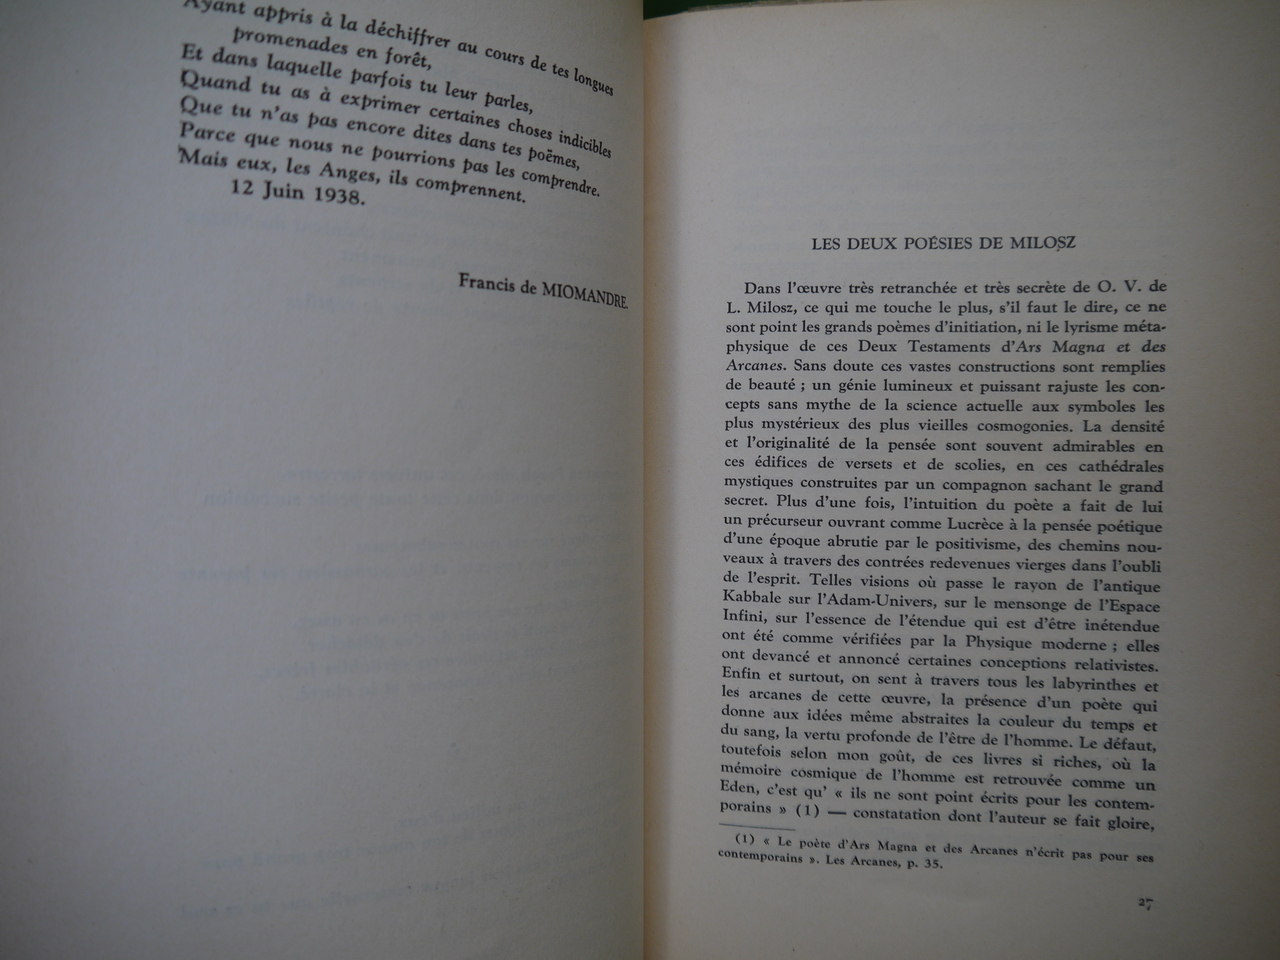 Ayant appris à la déchiffrer au cours de tes longues
promenades en forêt,
Et dans laquelle parfois tu leur parles,
Quand tu as à exprimer certaines choses indicibles
Que tu n'as pas encore dites dans tes poëmes,
Parce que nous ne pourrions pas les comprendre.
Mais eux, les Anges, ils comprennent.
12 Juin 1938.
Francis de MIOMANDRE.
LES DEUX POÉSIES DE MILOSZ
Dans l'œuvre très retranchée et très secrète de O. V. de
L. Milosz, ce qui me touche le plus, s'il faut le dire, ce ne
sont point les grands poèmes d'initiation, ni le lyrisme méta-
physique de ces Deux Testaments d'Ars Magna et des
Arcanes. Sans doute ces vastes constructions sont remplies
de beauté ; un génie lumineux et puissant rajuste les con-
cepts sans mythe de la science actuelle aux symboles les
plus mystérieux des plus vieilles cosmogonies. La densité
et l'originalité de la pensée sont souvent admirables en
ces édifices de versets et de scolies, en ces cathédrales
mystiques construites par un compagnon sachant le grand
secret. Plus d'une fois, l'intuition du poète a fait de lui
un précurseur ouvrant comme Lucrèce à la pensée poétique
d'une époque abrutie par le positivisme, des chemins nou-
veaux à travers des contrées redevenues vierges dans l'oubli
de l'esprit. Telles visions où passe le rayon de l'antique
Kabbale sur l'Adam-Univers, sur le mensonge de l'Espace
Infini, sur l'essence de l'étendue qui est d'être inétendue
ont été comme vérifiées par la Physique moderne ; elles
ont devancé et annoncé certaines conceptions relativistes.
Enfin et surtout, on sent à travers tous les labyrinthes et
les arcanes de cette œuvre, la présence d'un poète qui
donne aux idées même abstraites la couleur du temps et
du sang, la vertu profonde de l'être de l'homme. Le défaut,
toutefois selon mon goût, de ces livres si riches, où la
mémoire cosmique de l'homme est retrouvée comme un
Eden, c'est qu' « ils ne sont point écrits pour les contem-
porains » (1) — constatation dont l'auteur se fait gloire,
(1) « Le poète d'Ars Magna et des Arcanes n'écrit pas pour ses
contemporains ». Les Arcanes, p. 35.
27